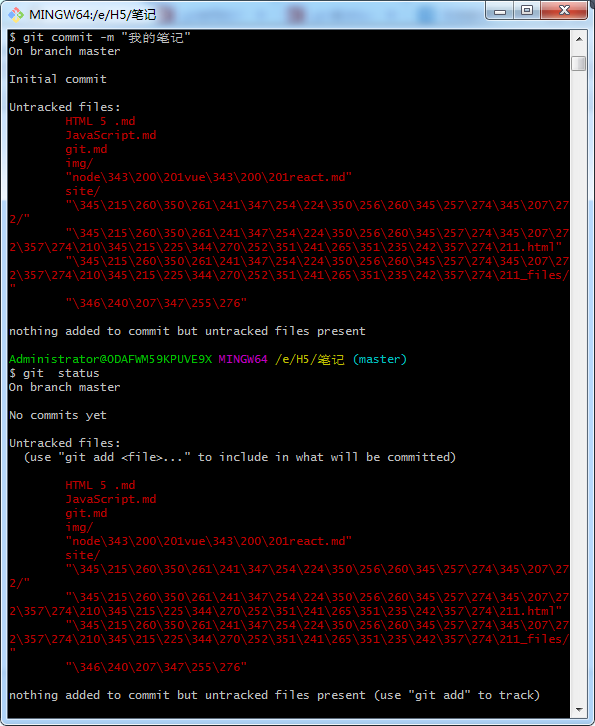 MINGW64:/e/H5/笔记
$ git commit -m "我的笔记"
On branch master
Initial commit
Untracked files:
HTML 5 .md
JavaScript.md
git.md
img/
"node\343\200\201vue\343\200\201react.md"
site/
"\345\215\260\350\261\241\347\254\224\350\256\260\345\257\274\345\207\27
2/"
"\345\215\260\350\261\241\347\254\224\350\256\260\345\257\274\345\207\27
2\357\274\210\345\215\225\344\270\252\351\241\265\351\235\242\357\274\211.html"
"\345\215\260\350\261\241\347\254\224\350\256\260\345\257\274\345\207\27
2\357\274\210\345\215\225\344\270\252\351\241\265\351\235\242\357\274\211_files/
"
"\346\240\207\347\255\276"
nothing added to commit but untracked files present
Administrator@ODAFWM59KPUVE9X MINGW64 /e/H5/笔记 (master)
$ git  status
On branch master
No commits yet
Untracked files:
(use "git add <file>..." to include in what will be committed)
HTML 5 .md
JavaScript.md
git.md
img/
"node\343\200\201vue\343\200\201react.md"
site/
"\345\215\260\350\261\241\347\254\224\350\256\260\345\257\274\345\207\27
2/"
"\345\215\260\350\261\241\347\254\224\350\256\260\345\257\274\345\207\27
2\357\274\210\345\215\225\344\270\252\351\241\265\351\235\242\357\274\211.html"
"\345\215\260\350\261\241\347\254\224\350\256\260\345\257\274\345\207\27
2\357\274\210\345\215\225\344\270\252\351\241\265\351\235\242\357\274\211_files/
"
"\346\240\207\347\255\276"
nothing added to commit but untracked files present (use "git add" to track)